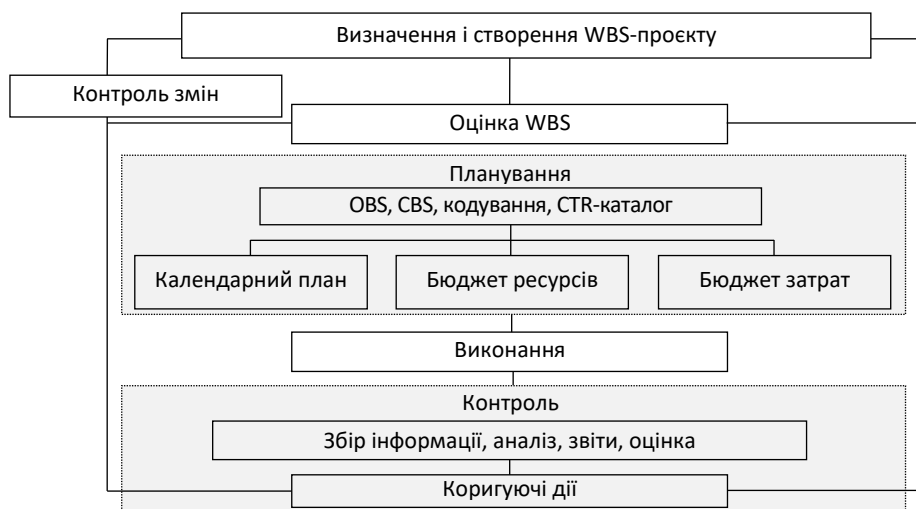 Визначення і створення WBS-проєкту
Контроль змін
Оцінка WBS
Планування
OBS, CBS, кодування, CTR-каталог
Календарний план
Бюджет ресурсів
Бюджет затрат
Виконання
Контроль
Збір інформації, аналіз, звіти, оцінка
Коригуючі дії